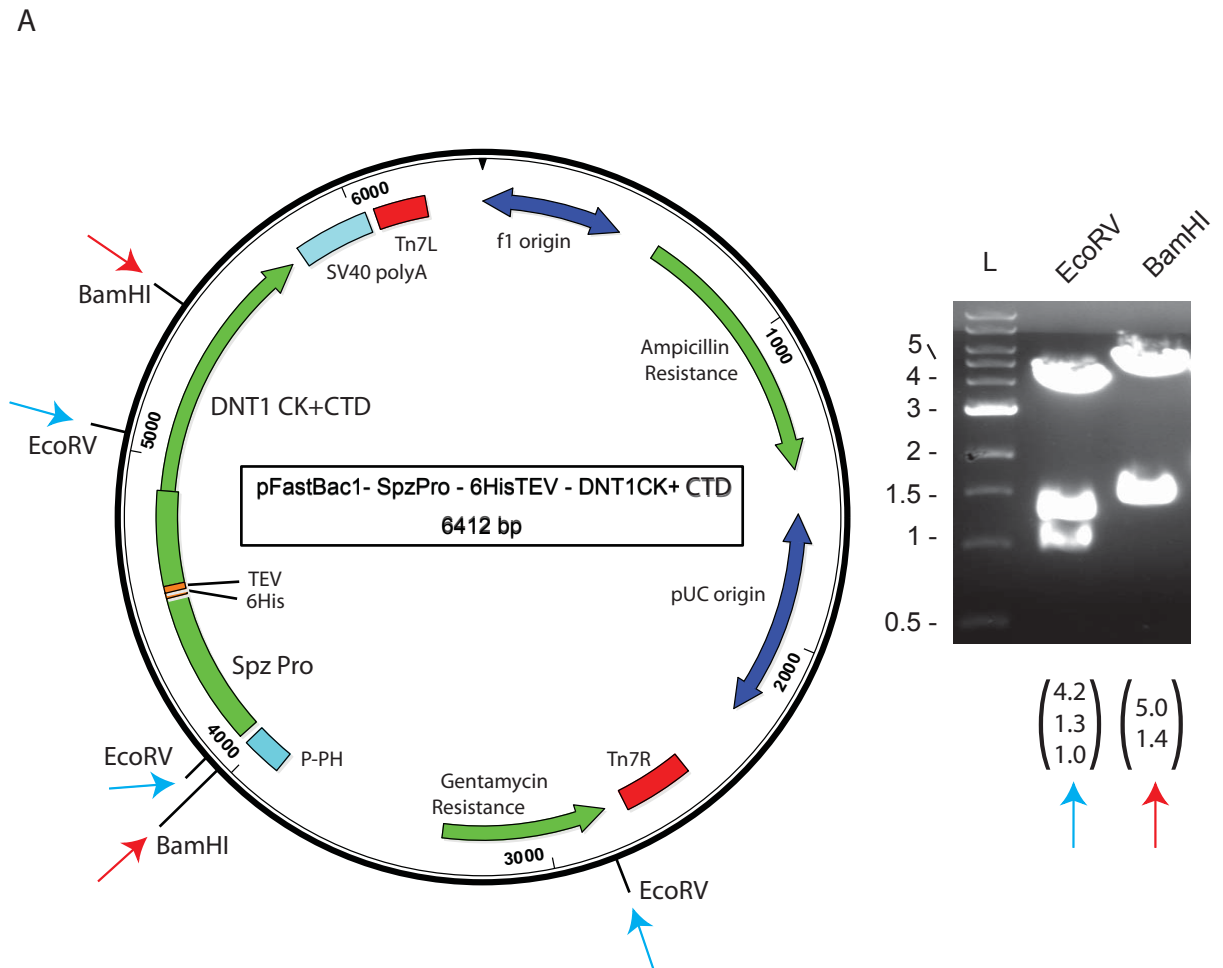 A
6000
Tn7L
SV40 polyA
f1 origin
BamHI
1000
Ampicillin
Resistance
DNT1 CK+CTD
5000
EcoRV
pFastBac1- SpzPro - 6HisTEV - DNT1CK+ CTD
6412 bp
TEV
6His
pUC origin
Spz Pro
2000
4000
EcoRV
P-PH
Tn7R
Gentamycin
Resistance
BamHI
3000
EcoRV
L
EcoRV
BamHI
5 \
4 -
3 -
2 -
1.5 -
1 -
0.5 -
(4.2
1.3
1.0)
(5.0
1.4)